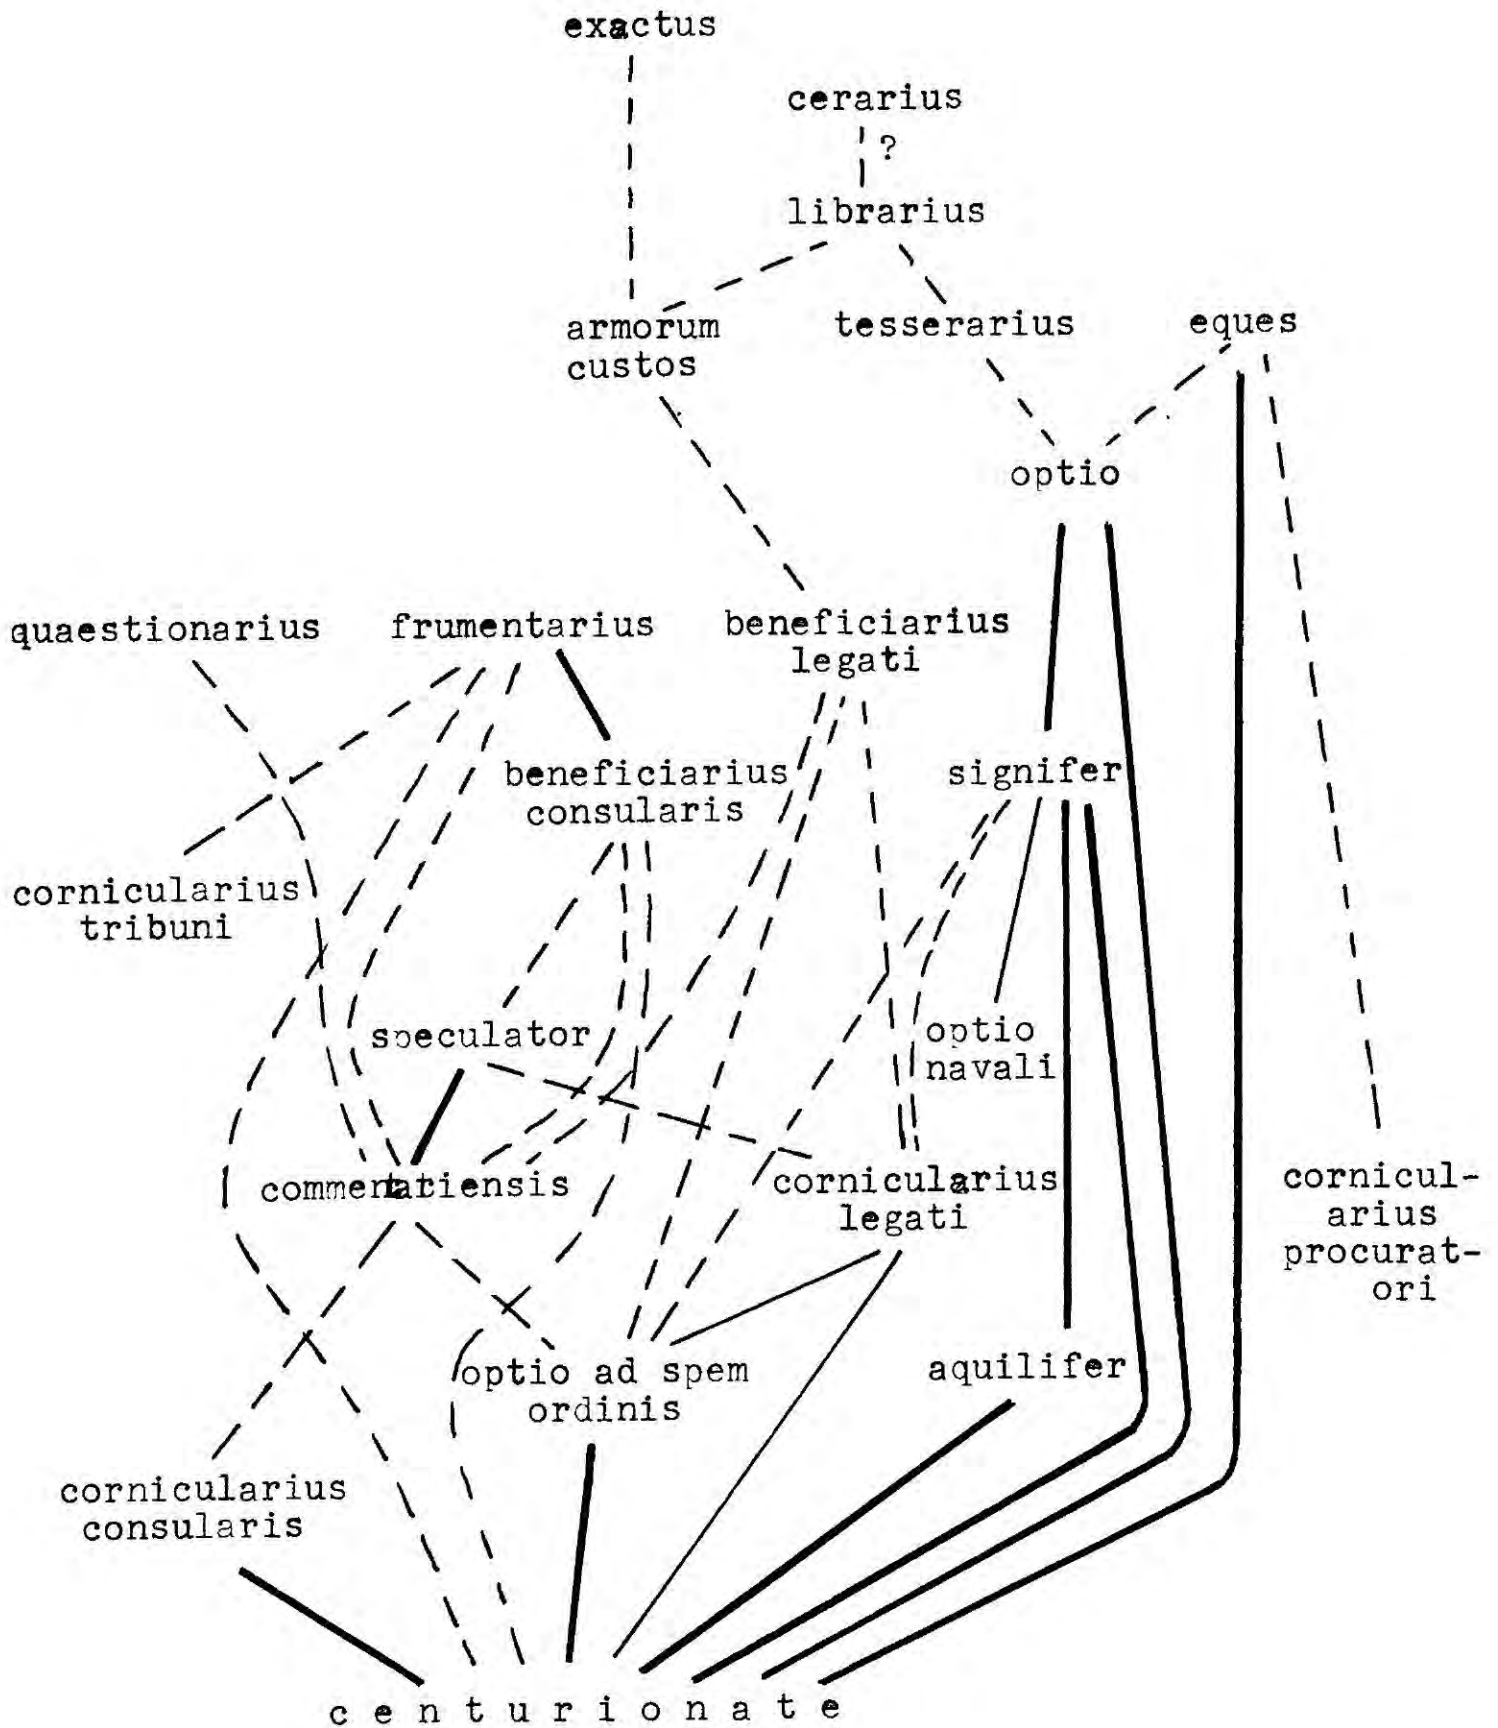 exactus
cerarius
?
librarius
armorum
custos
tesserarius
eques
optio
quaestionarius
frumentarius
beneficiarius
legati
beneficiarius
consularis
signifer
cornicularius
tribuni
speculator
optio
navali
commentariensis
cornicularius
legati
cornicul-
arius
procurat-
ori
optio ad spem
ordinis
aquilifer
cornicularius
consularis
c e n t u r i o n a t e